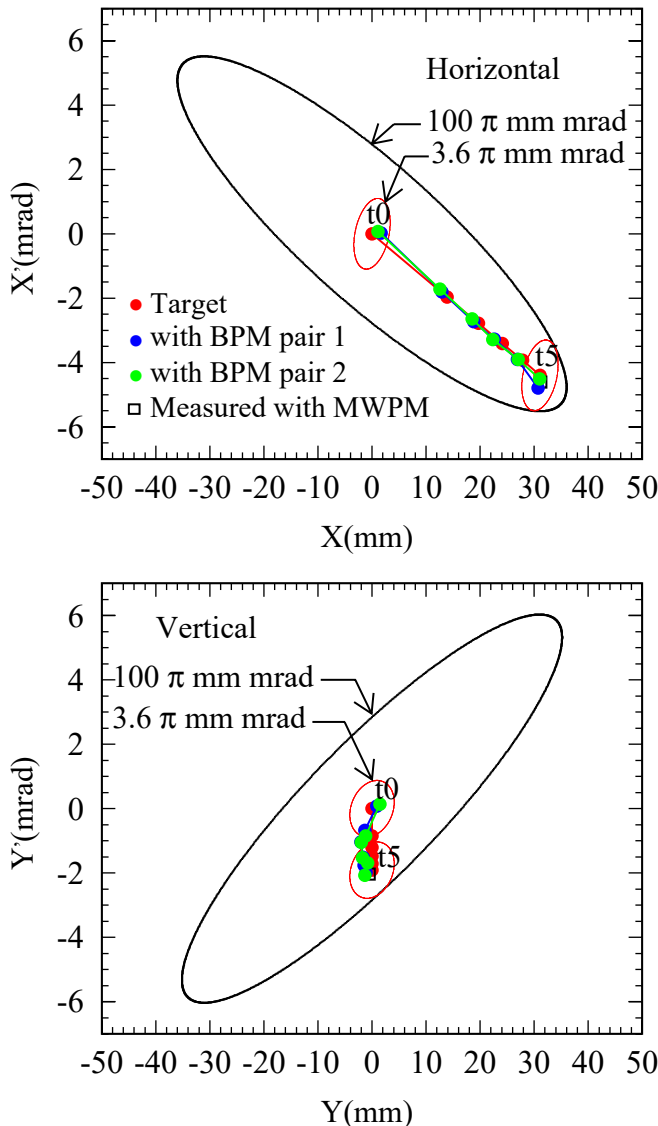 6
4
2
0
-2
-4
-6
X'(mrad)
Horizontal
100 π mm mrad
3.6 π mm mrad
t0
t5
Target
with BPM pair 1
with BPM pair 2
Measured with MWPM
-50 -40 -30 -20 -10 0 10 20 30 40 50
X(mm)
6
4
2
0
-2
-4
-6
Y'(mrad)
Vertical
100 π mm mrad
3.6 π mm mrad
t0
t5
-50 -40 -30 -20 -10 0 10 20 30 40 50
Y(mm)